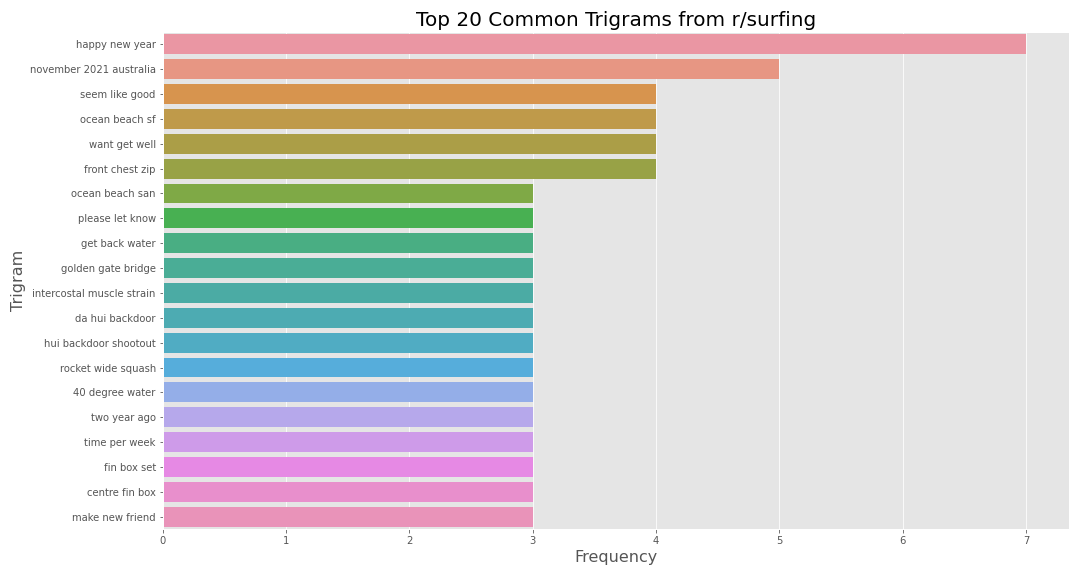 Top 20 Common Trigrams from r/surfing
happy new year
november 2021 australia
seem like good
ocean beach sf
want get well
front chest zip
ocean beach san
please let know
get back water
golden gate bridge
intercostal muscle strain
da hui backdoor
hui backdoor shootout
rocket wide squash
40 degree water
two year ago
time per week
fin box set
centre fin box
make new friend
Trigram
0 1 2 3 4 5 6 7
Frequency